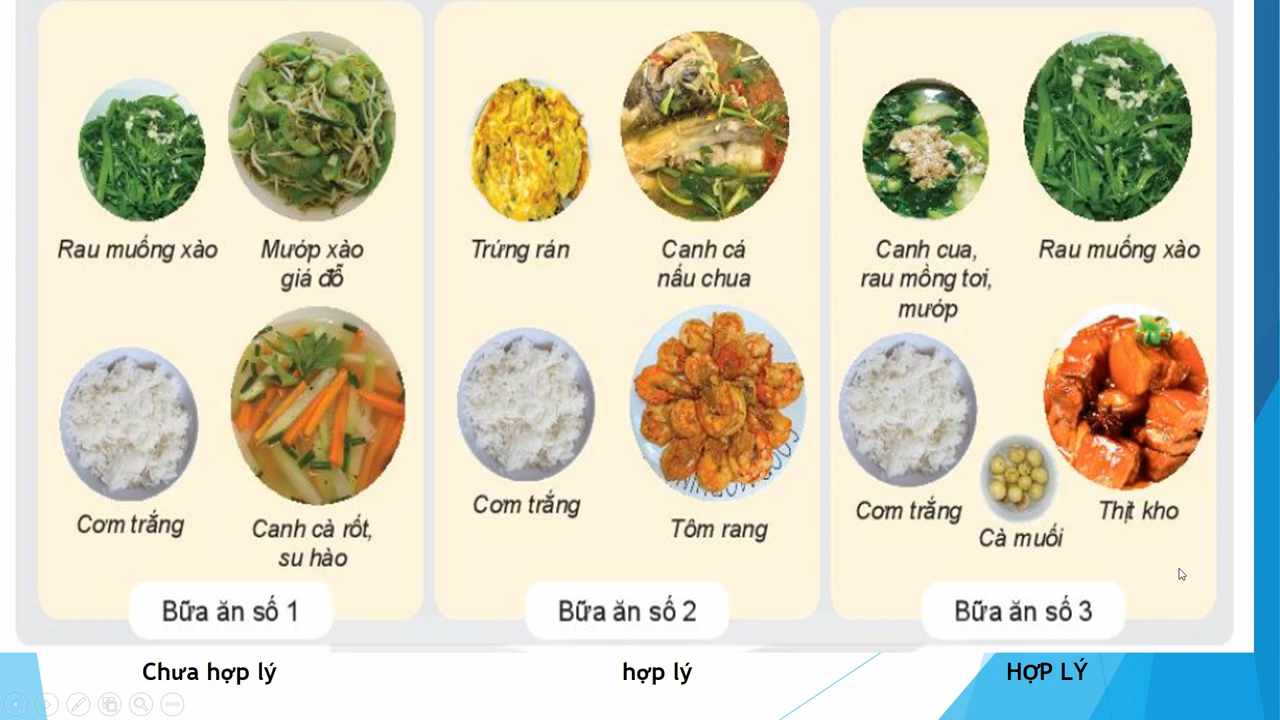 Rau muống xào
Mướp xào
giá đỗ
Cơm trắng
Canh cà rốt,
su hào
Bữa ăn số 1
Trứng rán
Canh cá
nấu chua
Cơm trắng
Tôm rang
Bữa ăn số 2
Canh cua,
rau mồng tơi,
mướp
Rau muống xào
Cơm trắng
Cà muối
Thịt kho
Bữa ăn số 3
Chưa hợp lý
hợp lý
HỢP LÝ